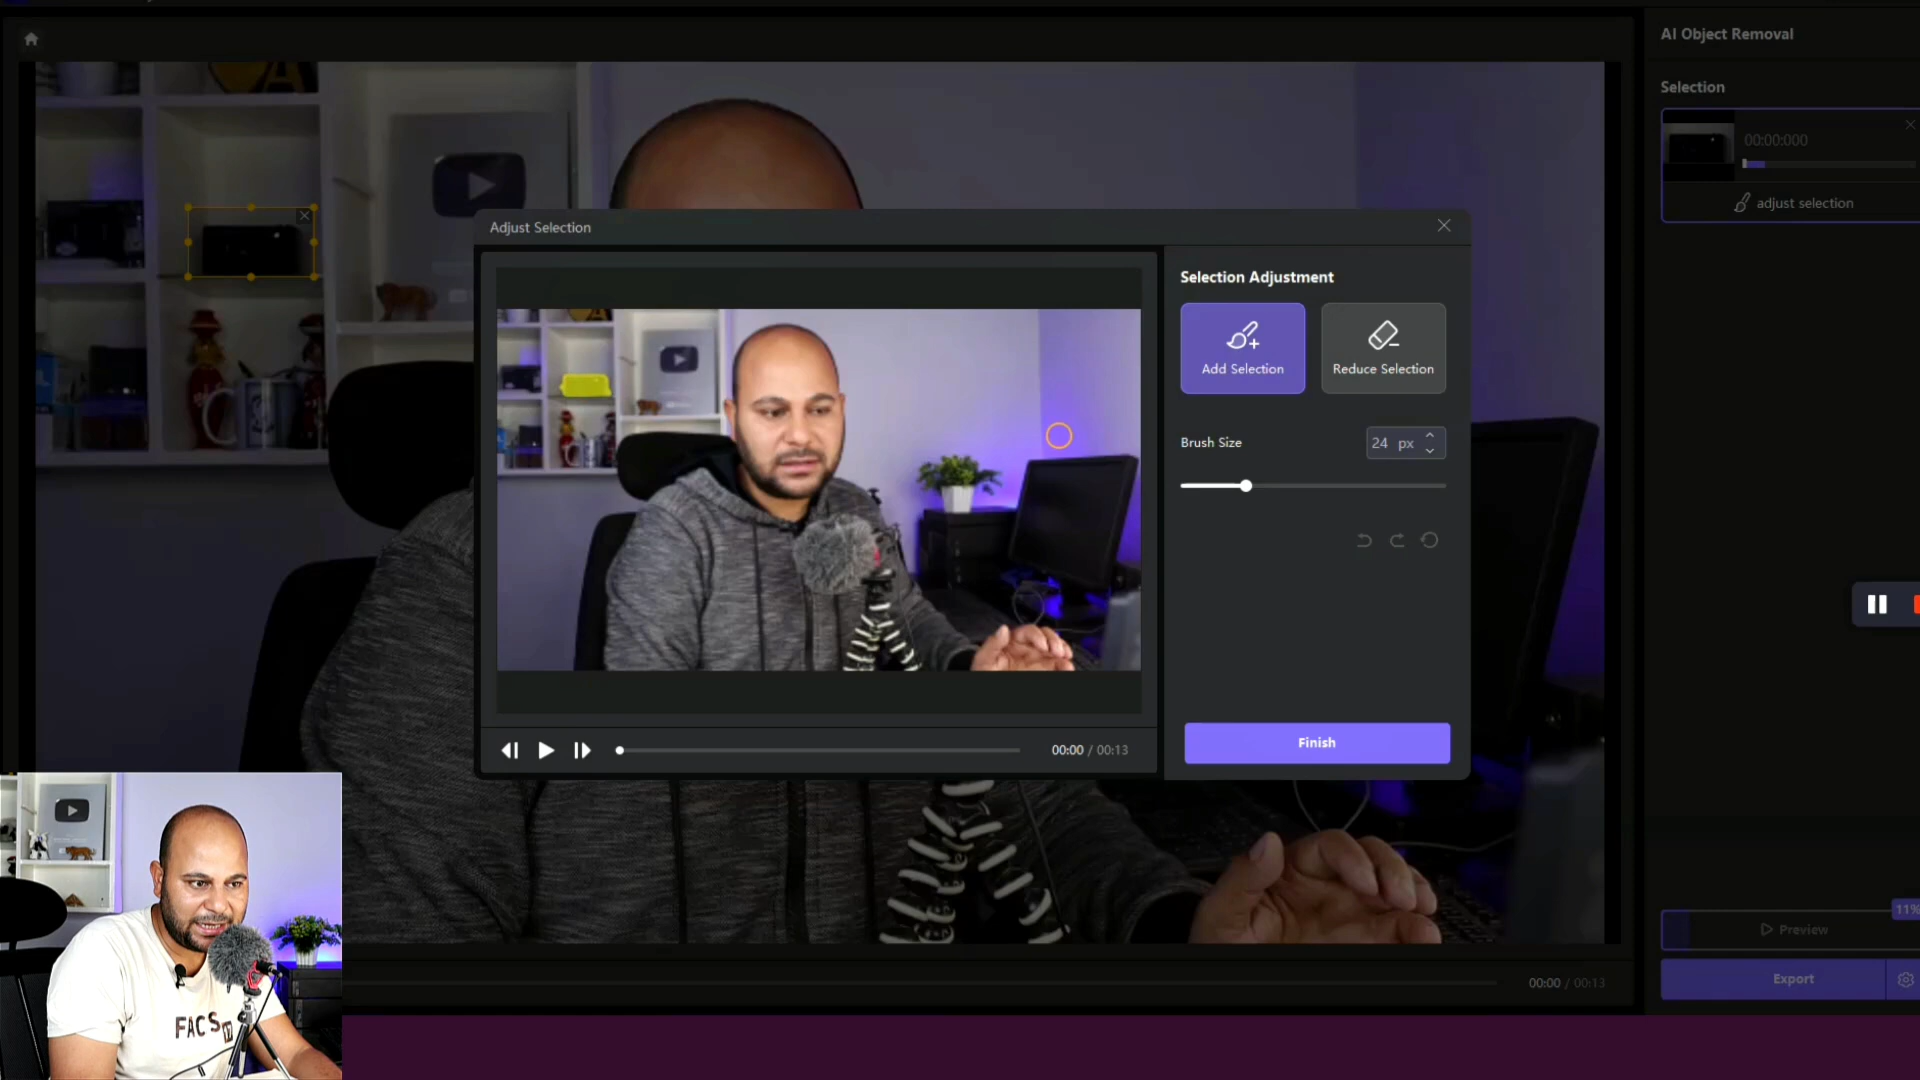 AI Object Removal
Selection
00:00:000
adjust selection
Adjust Selection
Selection Adjustment
Add Selection
Reduce Selection
Brush Size
24 px
00:00 / 00:13
Finish
11%
Preview
00:00 / 00:13
Export
FACS